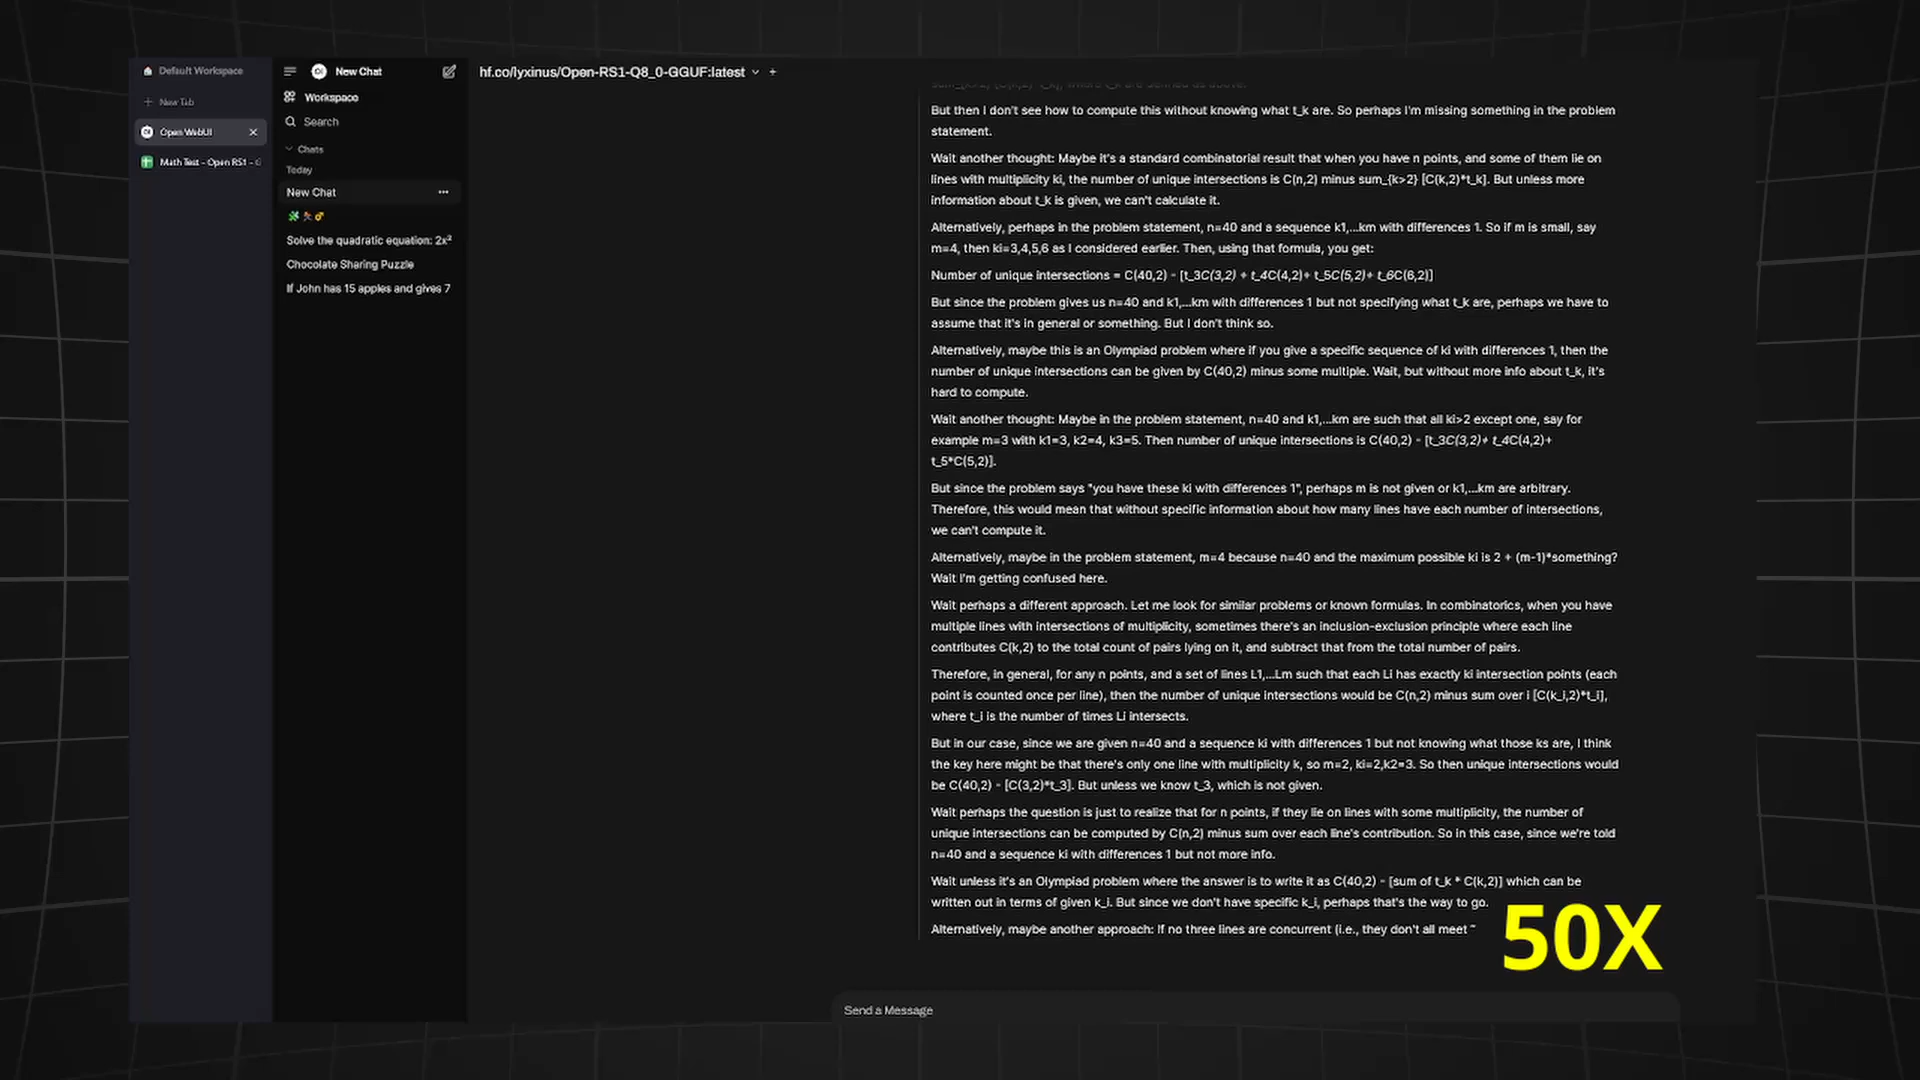 Default Workspace
New Tab
Open WebUI
Math Test - Open RS1 -
OI New Chat
Workspace
Search
Chats
Today
New Chat
Solve the quadratic equation: 2x²
Chocolate Sharing Puzzle
If John has 15 apples and gives 7
hf.co/lyxinus/Open-RS1-Q8_0-GGUF:latest
But then I don't see how to compute this without knowing what t_k are. So perhaps I'm missing something in the problem
statement.
Wait another thought: Maybe it's a standard combinatorial result that when you have n points, and some of them lie on
lines with multiplicity ki, the number of unique intersections is C(n,2) minus sum_{k>2} [C(k,2)*t_k]. But unless more
information about t_k is given, we can't calculate it.
Alternatively, perhaps in the problem statement, n=40 and a sequence k1,...km with differences 1. So if m is small, say
m=4, then ki=3,4,5,6 as I considered earlier. Then, using that formula, you get:
Number of unique intersections = C(40,2) - [t_3C(3,2) + t_4C(4,2)+ t_5C(5,2)+ t_6C(6,2)]
But since the problem gives us n=40 and k1,...km with differences 1 but not specifying what t_k are, perhaps we have to
assume that it's in general or something. But I don't think so.
Alternatively, maybe this is an Olympiad problem where if you give a specific sequence of ki with differences 1, then the
number of unique intersections can be given by C(40,2) minus some multiple. Wait, but without more info about t_k, it's
hard to compute.
Wait another thought: Maybe in the problem statement, n=40 and k1,...km are such that all ki>2 except one, say for
example m=3 with k1=3, k2=4, k3=5. Then number of unique intersections is C(40,2) - [t_3C(3,2)+ t_4C(4,2)+
t_5*C(5,2)].
But since the problem says "you have these ki with differences 1", perhaps m is not given or k1,...km are arbitrary.
Therefore, this would mean that without specific information about how many lines have each number of intersections,
we can't compute it.
Alternatively, maybe in the problem statement, m=4 because n=40 and the maximum possible ki is 2 + (m-1)*something?
Wait I'm getting confused here.
Wait perhaps a different approach. Let me look for similar problems or known formulas. In combinatorics, when you have
multiple lines with intersections of multiplicity, sometimes there's an inclusion-exclusion principle where each line
contributes C(k,2) to the total count of pairs lying on it, and subtract that from the total number of pairs.
Therefore, in general, for any n points, and a set of lines L1,...Lm such that each Li has exactly ki intersection points (each
point is counted once per line), then the number of unique intersections would be C(n,2) minus sum over i [C(k_i,2)*t_i],
where t_i is the number of times Li intersects.
But in our case, since we are given n=40 and a sequence ki with differences 1 but not knowing what those ks are, I think
the key here might be that there's only one line with multiplicity k, so m=2, ki=2,k2=3. So then unique intersections would
be C(40,2) - [C(3,2)*t_3]. But unless we know t_3, which is not given.
Wait perhaps the question is just to realize that for n points, if they lie on lines with some multiplicity, the number of
unique intersections can be computed by C(n,2) minus sum over each line's contribution. So in this case, since we're told
n=40 and a sequence ki with differences 1 but not more info.
Wait unless it's an Olympiad problem where the answer is to write it as C(40,2) - [sum of t_k * C(k,2)] which can be
written out in terms of given k_i. But since we don't have specific k_i, perhaps that's the way to go.
Alternatively, maybe another approach: If no three lines are concurrent (i.e., they don't all meet
50X
Send a Message